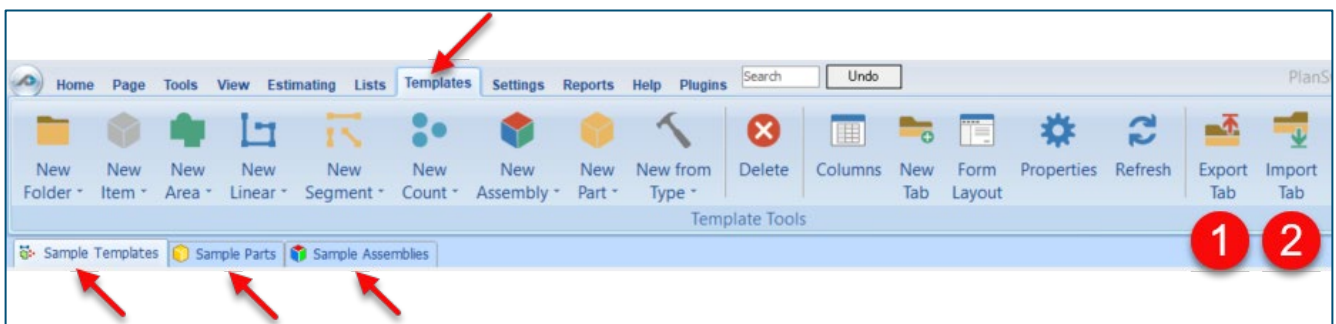 Home Page Tools View Estimating Lists Templates Settings Reports Help Plugins Search Undo
New Folder New Item New Area New Linear New Segment New Count New Assembly New Part New from Type Delete Columns New Tab Form Layout Properties Refresh Export Tab Import Tab
Template Tools
1 2
Sample Templates Sample Parts Sample Assemblies